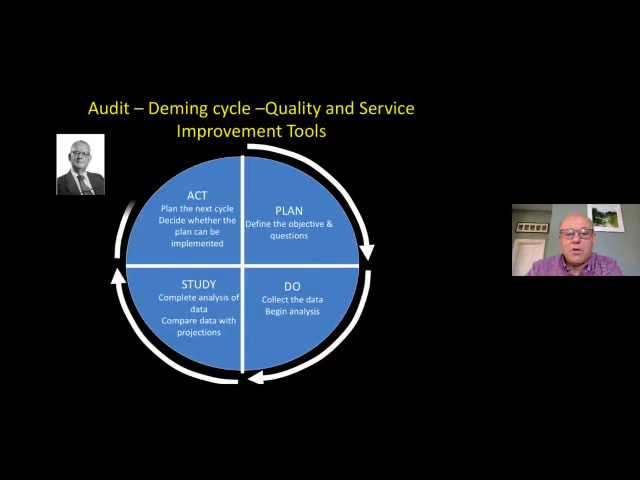 Audit – Deming cycle –Quality and Service
Improvement Tools
ACT
Plan the next cycle
Decide whether the
plan can be
implemented
PLAN
Define the objective &
questions
STUDY
Complete analysis of
data
Compare data with
projections
DO
Collect the data
Begin analysis